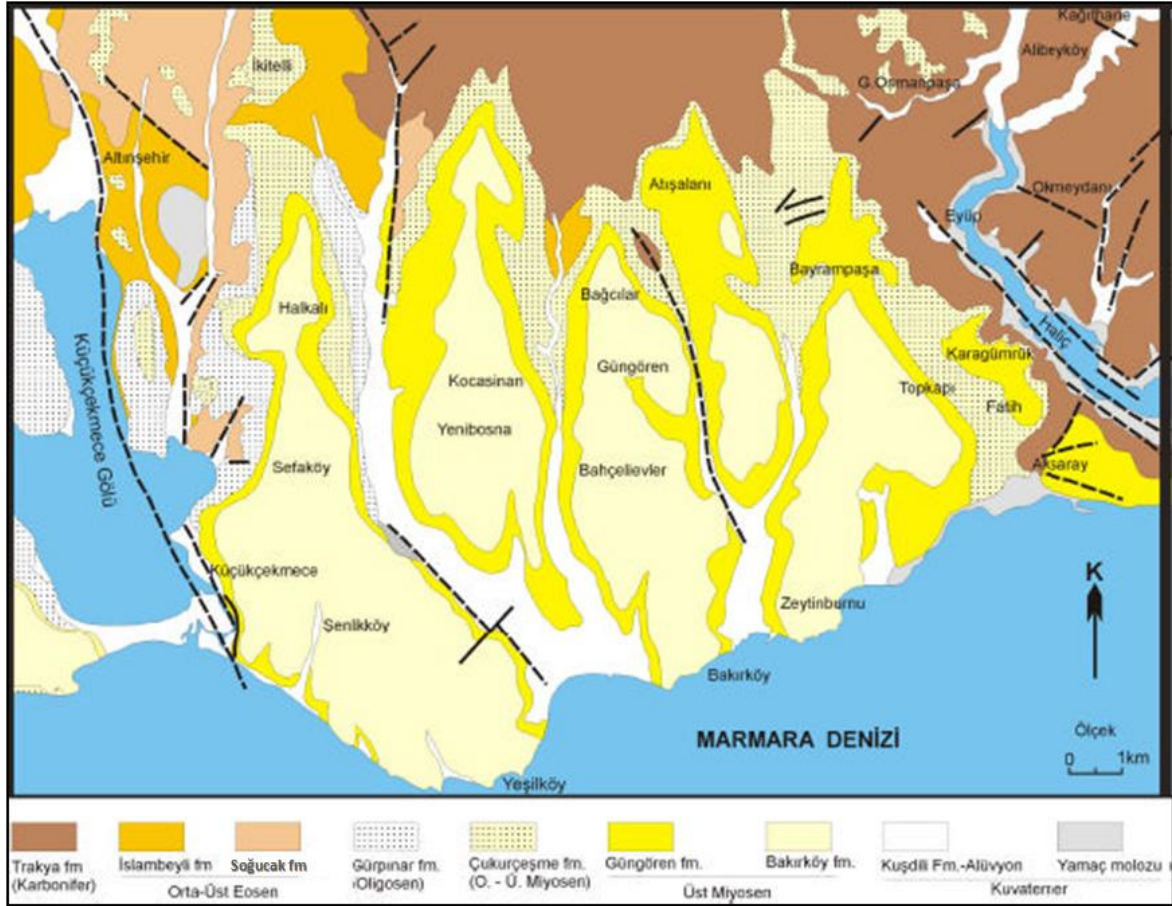 Kağıthane
Alibeyköy
İkitelli
G.Osmanpaşa
Altınşehir
Atışalanı
Okmeydanı
Eyüp
Bayrampaşa
Halkalı
Bağcılar
Haliç
Küçükçekmece Gölü
Karagümrük
Güngören
Kocasinan
Topkapı
Fatih
Yenibosna
Sefaköy
Bahçelievler
Aksaray
Küçükçekmece
K
Zeytinburnu
Şenlikköy
Bakırköy
MARMARA DENİZİ
Ölçek
0 1km
Yeşilköy
Trakya fm
(Karbonifer)
İslambeyli fm
Soğucak fm
Orta-Üst Eosen
Gürpınar fm.
(Oligosen)
Çukurçeşme fm.
(O. - Ü. Miyosen)
Güngören fm.
Bakırköy fm.
Üst Miyosen
Kuşdili Fm.-Alüvyon
Yamaç molozu
Kuvaterner